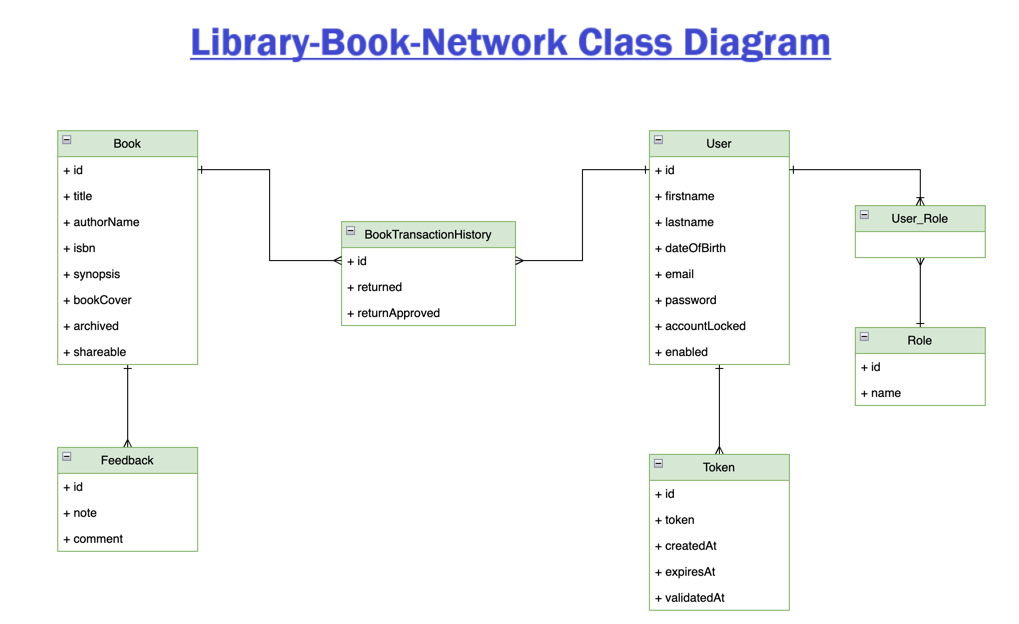 Library-Book-Network Class Diagram
Book
+ id
+ title
+ authorName
+ isbn
+ synopsis
+ bookCover
+ archived
+ shareable
BookTransactionHistory
+ id
+ returned
+ returnApproved
User
+ id
+ firstname
+ lastname
+ dateOfBirth
+ email
+ password
+ accountLocked
+ enabled
User_Role
Role
+ id
+ name
Feedback
+ id
+ note
+ comment
Token
+ id
+ token
+ createdAt
+ expiresAt
+ validatedAt